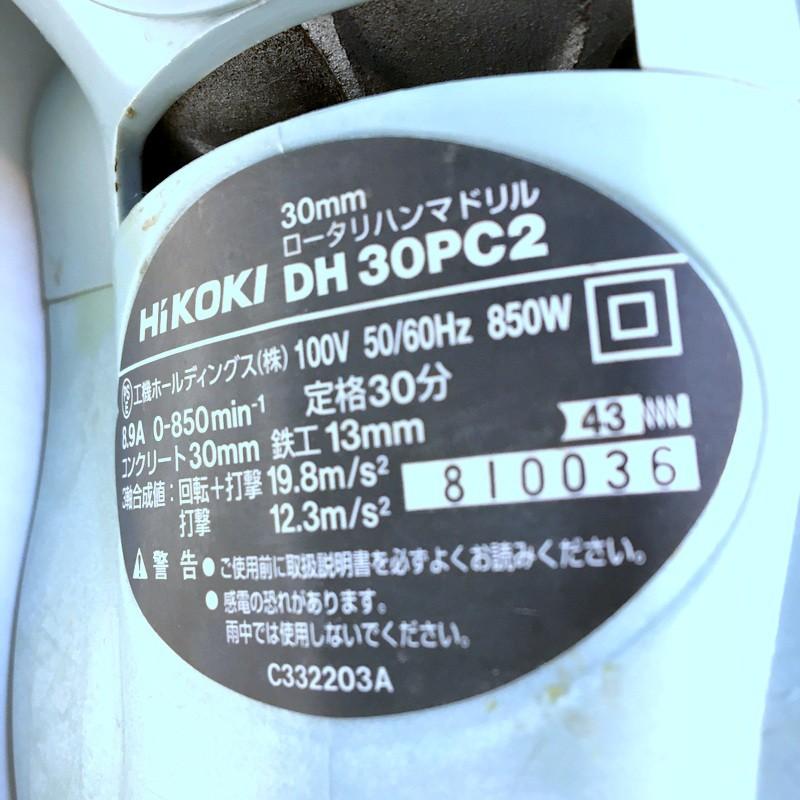 30mm
ロータリハンマドリル
HiKOKI DH 30PC2
PSE 工機ホールディングス(株) 100V 50/60Hz 850W
8.9A 0-850min-1 定格30分
コンクリート30mm 鉄工13mm
43
3軸合成値：回転＋打撃 19.8m/s2
810036
打撃 12.3m/s2
警告 ●ご使用前に取扱説明書を必ずよくお読みください。
●感電の恐れがあります。
雨中では使用しないでください。
C332203A